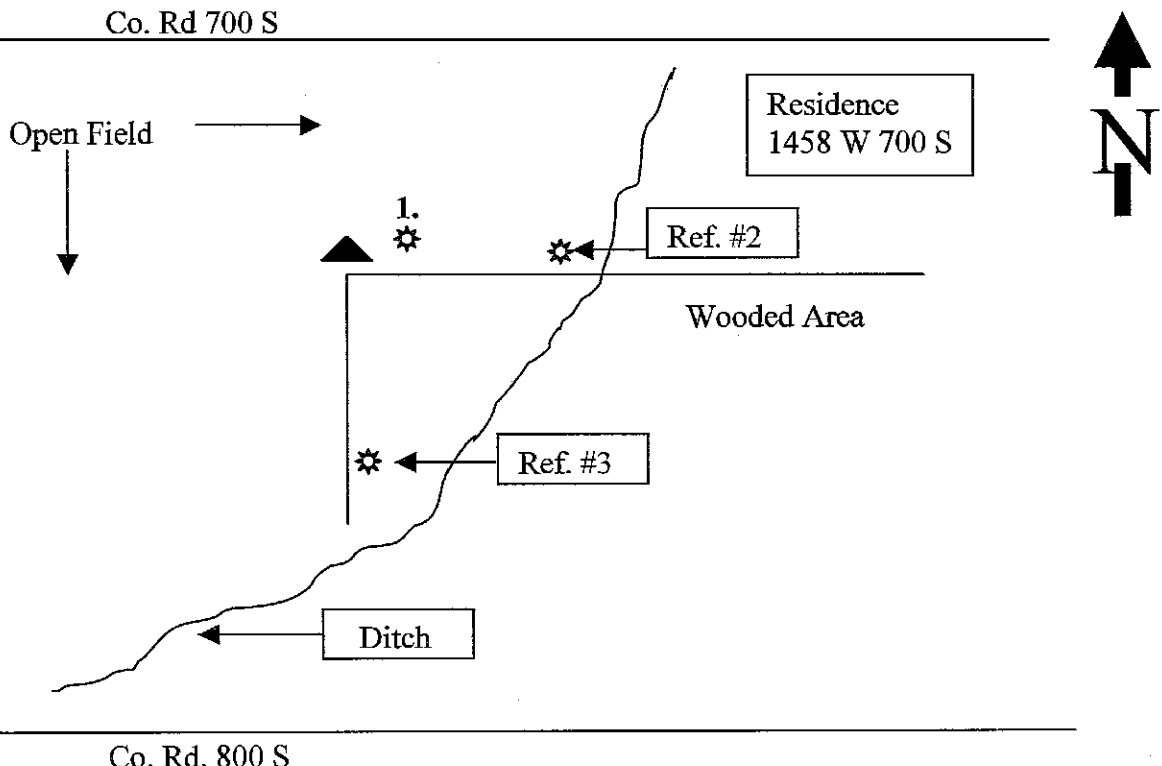 Co. Rd 700 S
Residence
1458 W 700 S
N
Open Field
1.
Ref. #2
Wooded Area
Ref. #3
Ditch
Co. Rd. 800 S